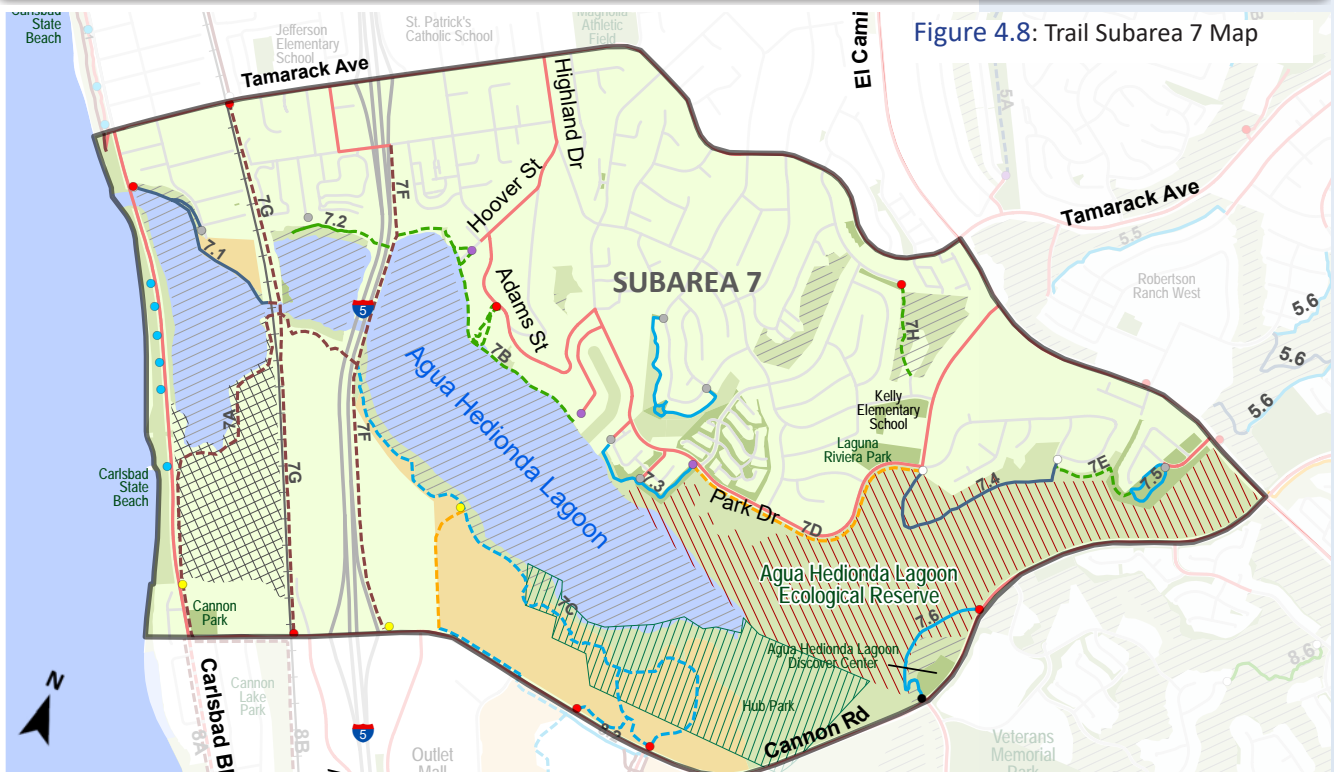 Carlsbad
State
Beach
Jefferson
Elementary
School
St. Patrick's
Catholic School
Magnolia
Athletic
Field
El Cami
Figure 4.8: Trail Subarea 7 Map
Tamarack Ave
Highland Dr
5A
7F
7G
7.2
7.1
Hoover St
Adams St
SUBAREA 7
Tamarack Ave
5.5
Robertson
Ranch West
5.6
5.6
5.6
5
7B
7H
Agua Hedionda Lagoon
Kelly
Elementary
School
Laguna
Riviera Park
7A
7F
7G
7.3
Park Dr
7D
7.4
7E
7.5
Carlsbad
State
Beach
Agua Hedionda Lagoon
Ecological Reserve
7C
7.6
Cannon
Park
Agua Hedionda Lagoon
Discover Center
8.6
N
Carlsbad Bl
Cannon
Lake
Park
8A
8B
5
Outlet
Mall
Hub Park
Cannon Rd
Veterans
Memorial
Park